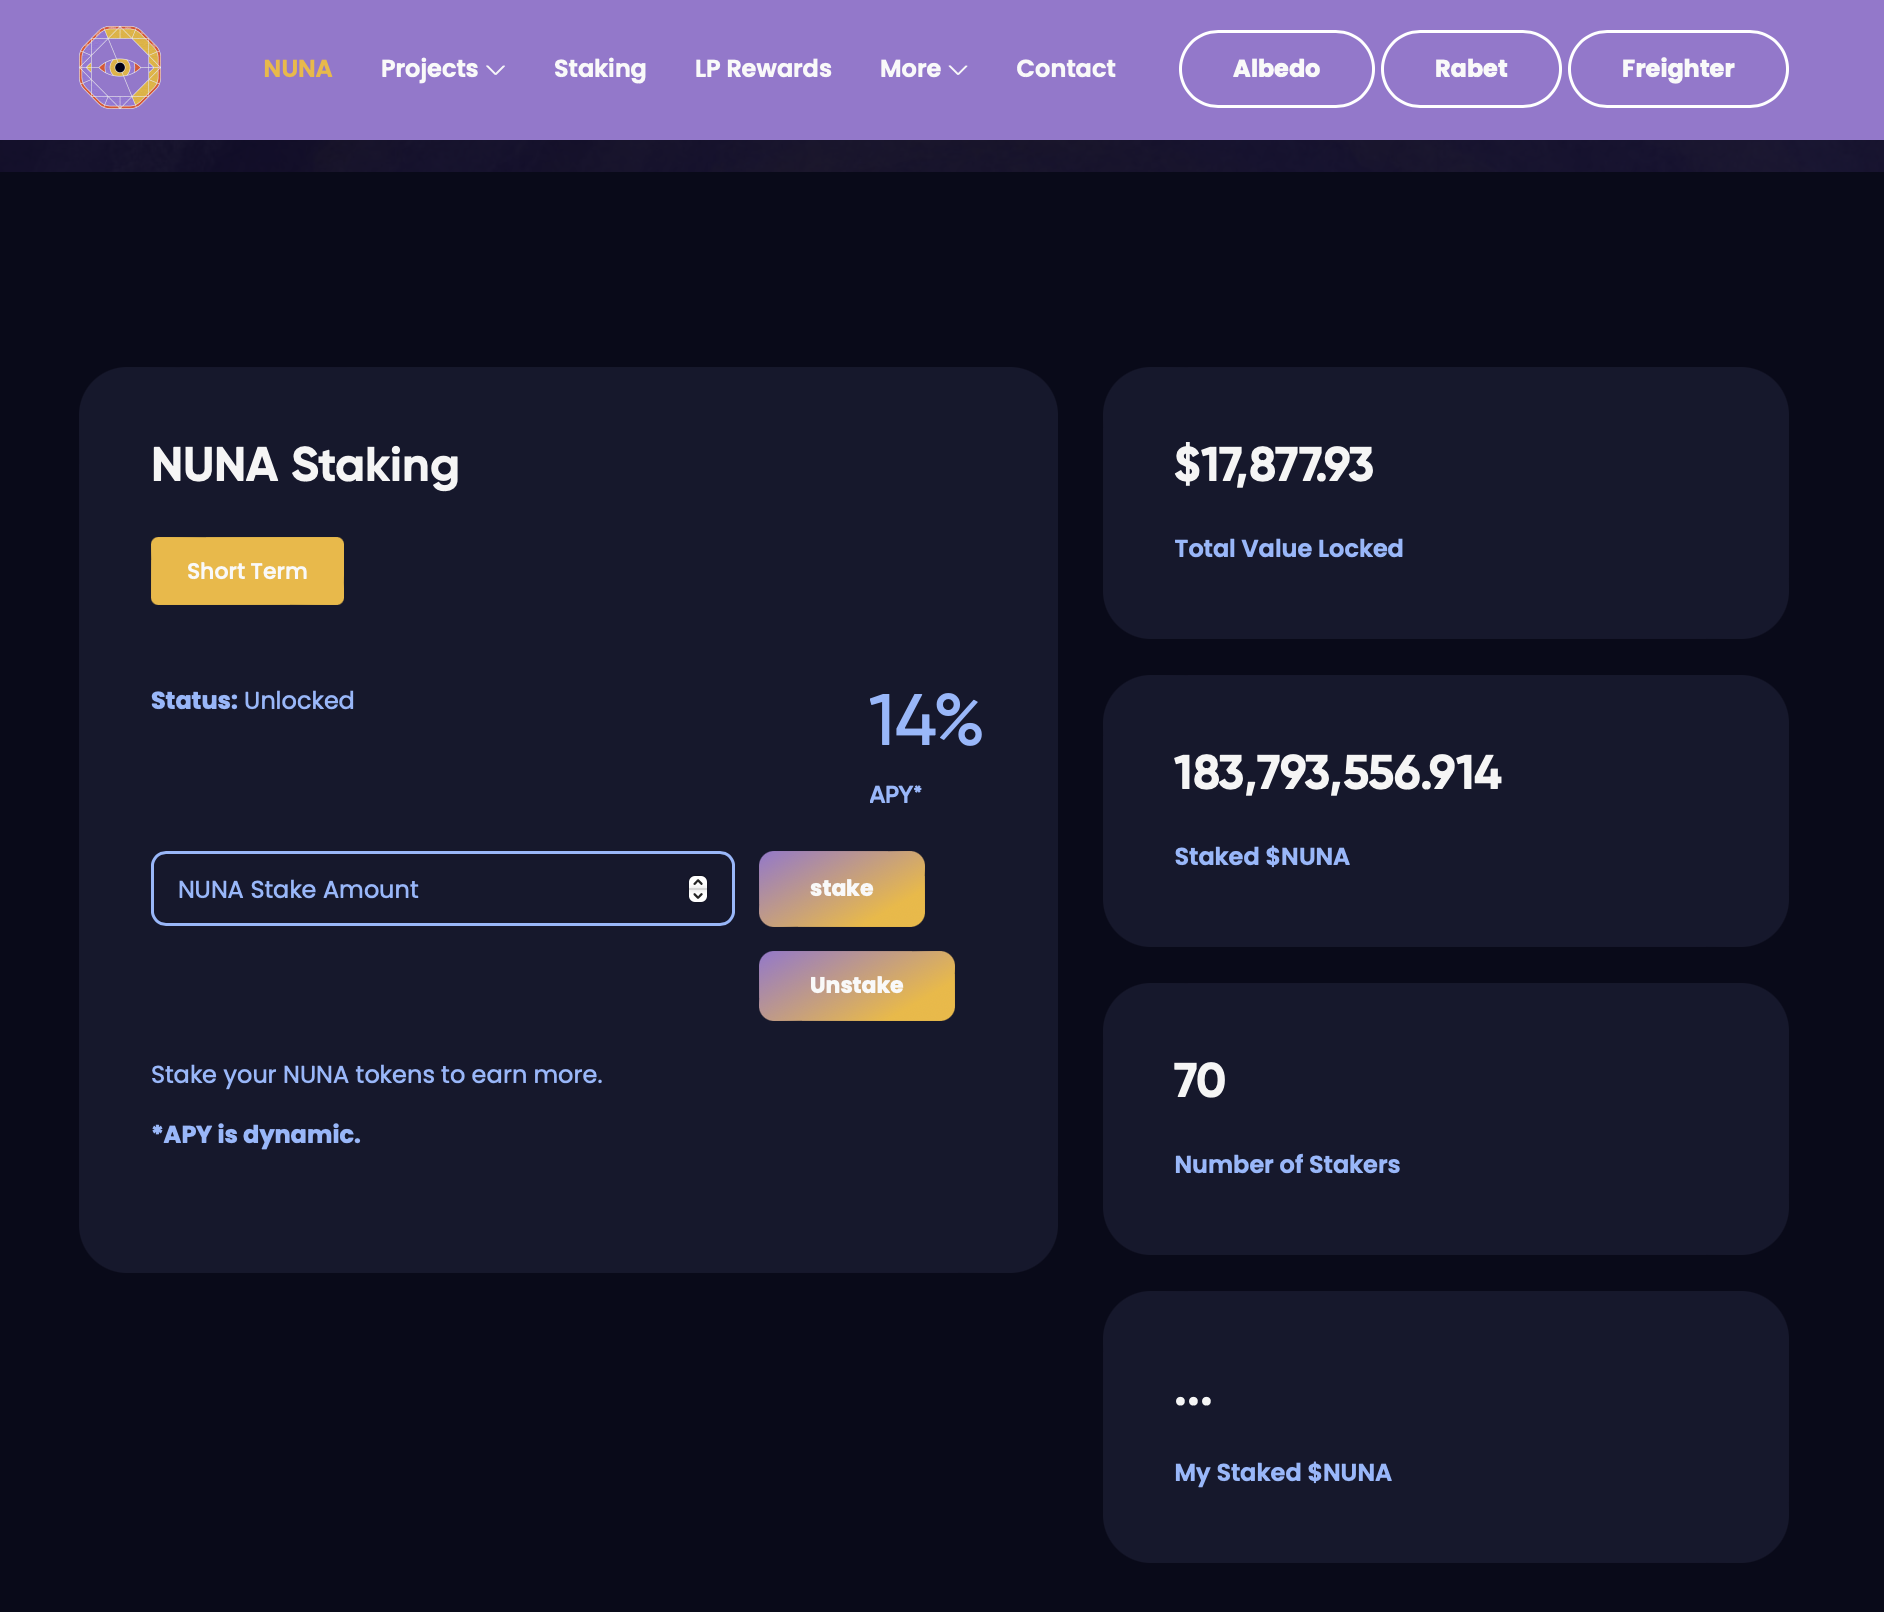 NUNA Projects Staking LP Rewards More Contact Albedo Rabet Freighter
NUNA Staking
Short Term
Status: Unlocked
14%
APY*
NUNA Stake Amount
stake
Unstake
Stake your NUNA tokens to earn more.
*APY is dynamic.
$17,877.93
Total Value Locked
183,793,556.914
Staked $NUNA
70
Number of Stakers
...
My Staked $NUNA